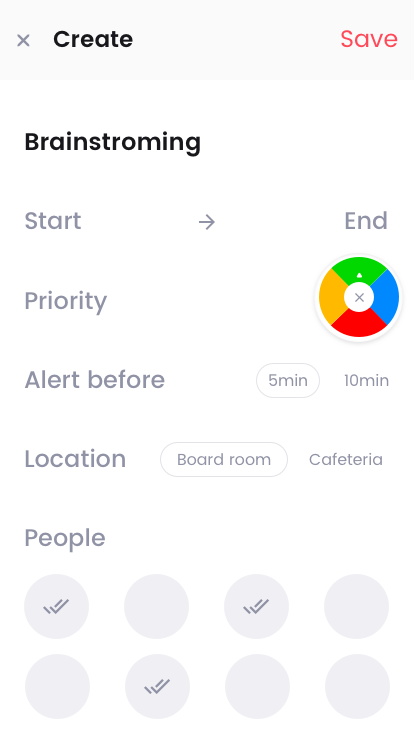 Create
Save
Brainstroming
Start
End
Priority
Alert before
5min
10min
Location
Board room
Cafeteria
People